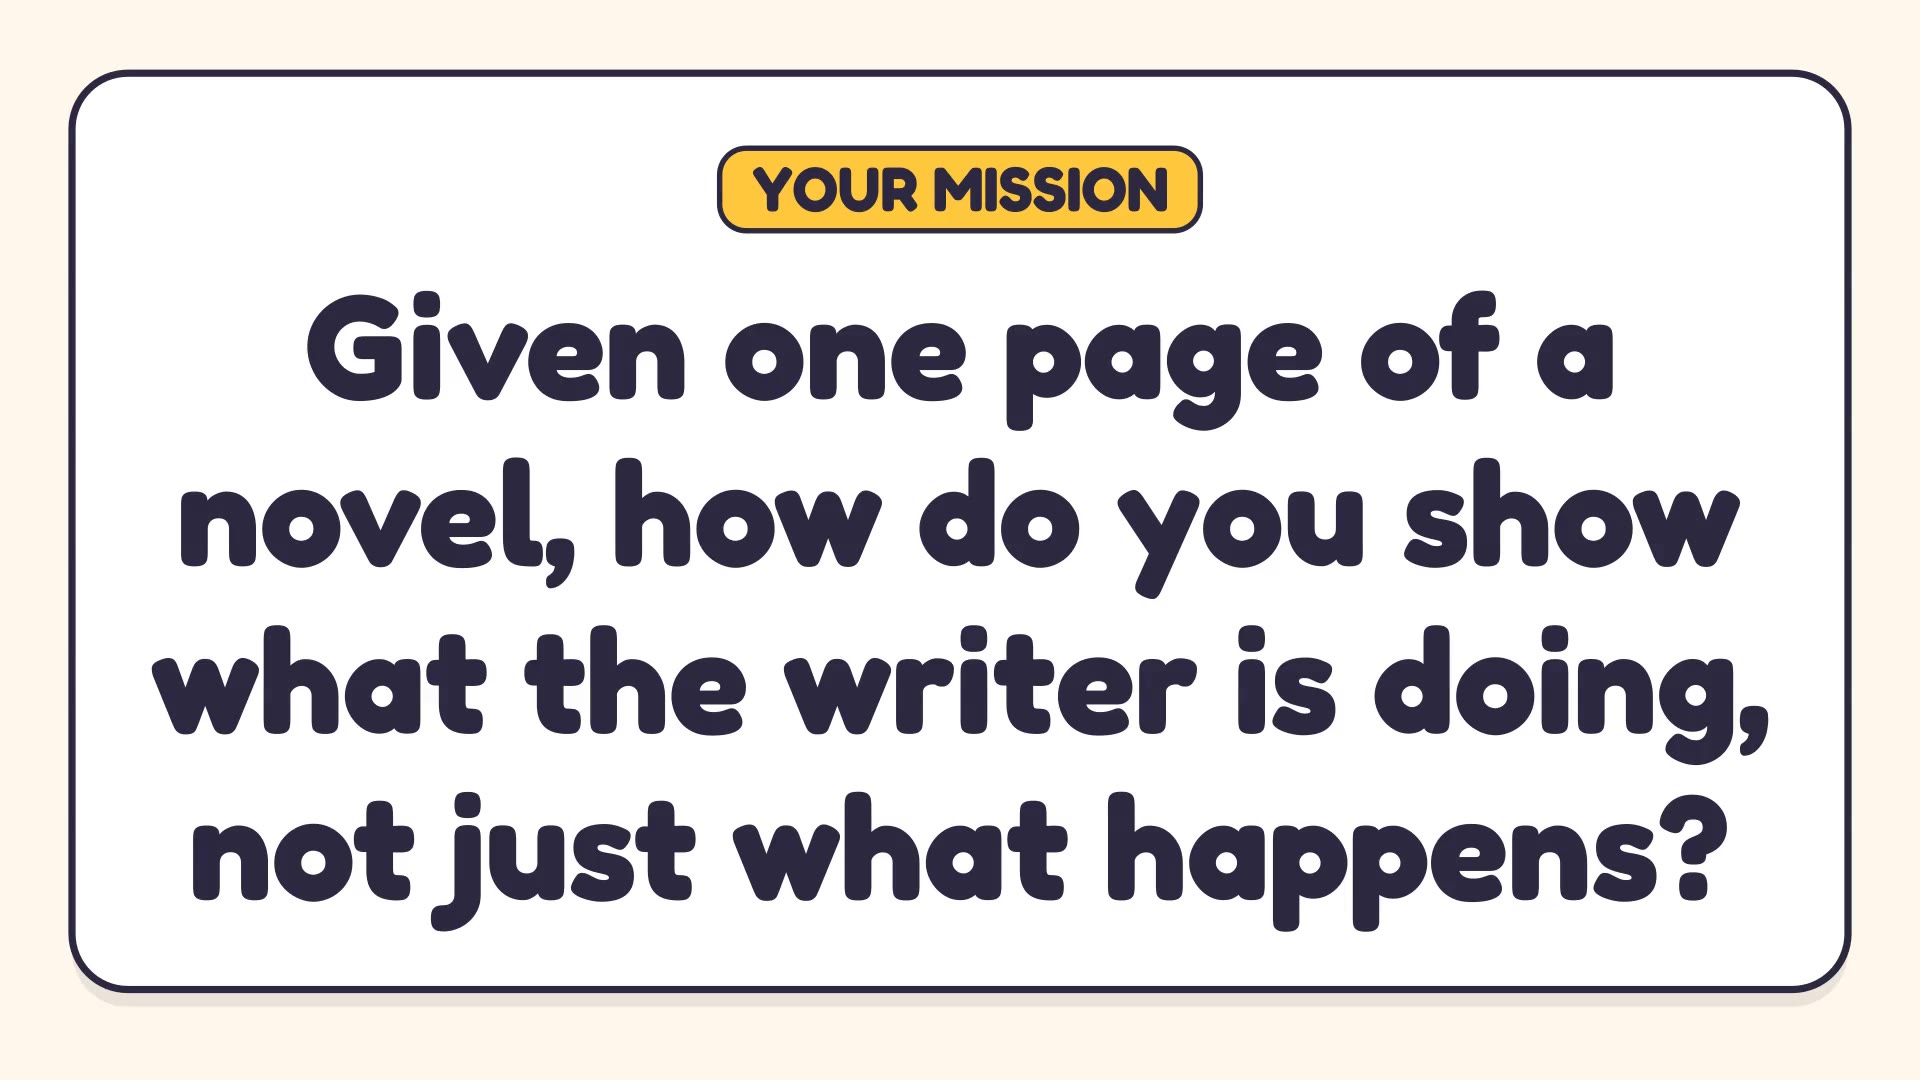 YOUR MISSION
Given one page of a
novel, how do you show
what the writer is doing,
not just what happens?